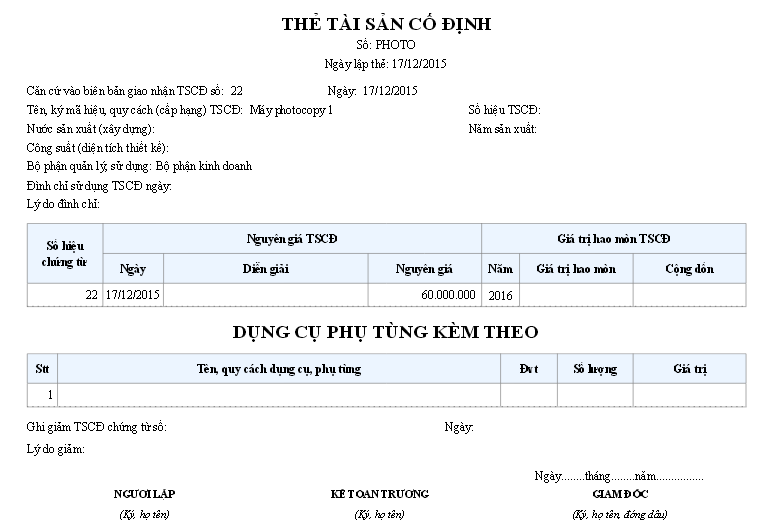 THẺ TÀI SẢN CỐ ĐỊNH
Số: PHOTO
Ngày lập thẻ: 17/12/2015
Căn cứ vào biên bản giao nhận TSCĐ số: 22 Ngày: 17/12/2015
Tên, ký mã hiệu, quy cách (cấp hạng) TSCĐ: Máy photocopy 1 Số hiệu TSCĐ:
Nước sản xuất (xây dựng): Năm sản xuất:
Công suất (diện tích thiết kế):
Bộ phận quản lý, sử dụng: Bộ phận kinh doanh
Đình chỉ sử dụng TSCĐ ngày:
Lý do đình chỉ:
Số hiệu chứng từ Nguyên giá TSCĐ Giá trị hao mòn TSCĐ
Ngày Diễn giải Nguyên giá Năm Giá trị hao mòn Cộng dồn
22 17/12/2015 60.000.000 2016
DỤNG CỤ PHỤ TÙNG KÈM THEO
Stt Tên, quy cách dụng cụ, phụ tùng Đvt Số lượng Giá trị
1
Ghi giảm TSCĐ chứng từ số: Ngày:
Lý do giảm:
Ngày........tháng........năm................
NGƯỜI LẬP KẾ TOÁN TRƯỞNG GIÁM ĐỐC
(Ký, họ tên) (Ký, họ tên) (Ký, họ tên, đóng dấu)